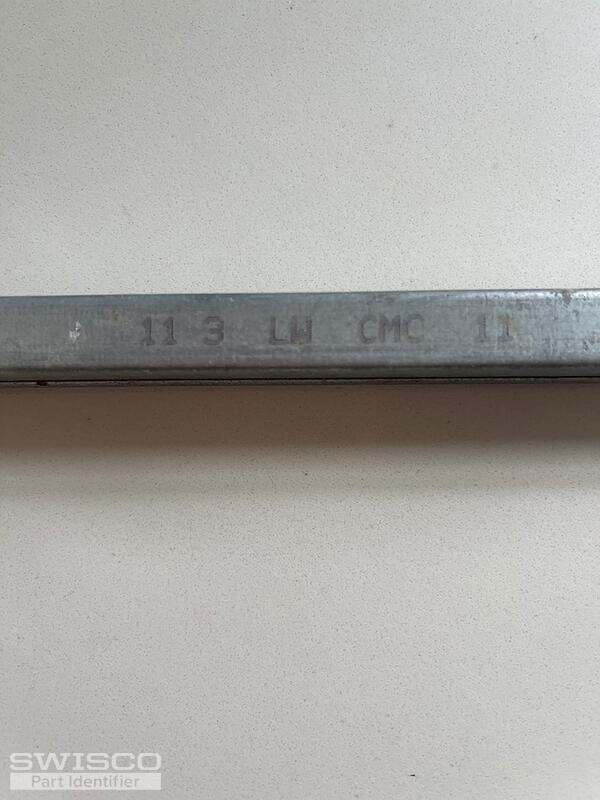 11 3 LW CMC 11
SWISCO
Part Identifier